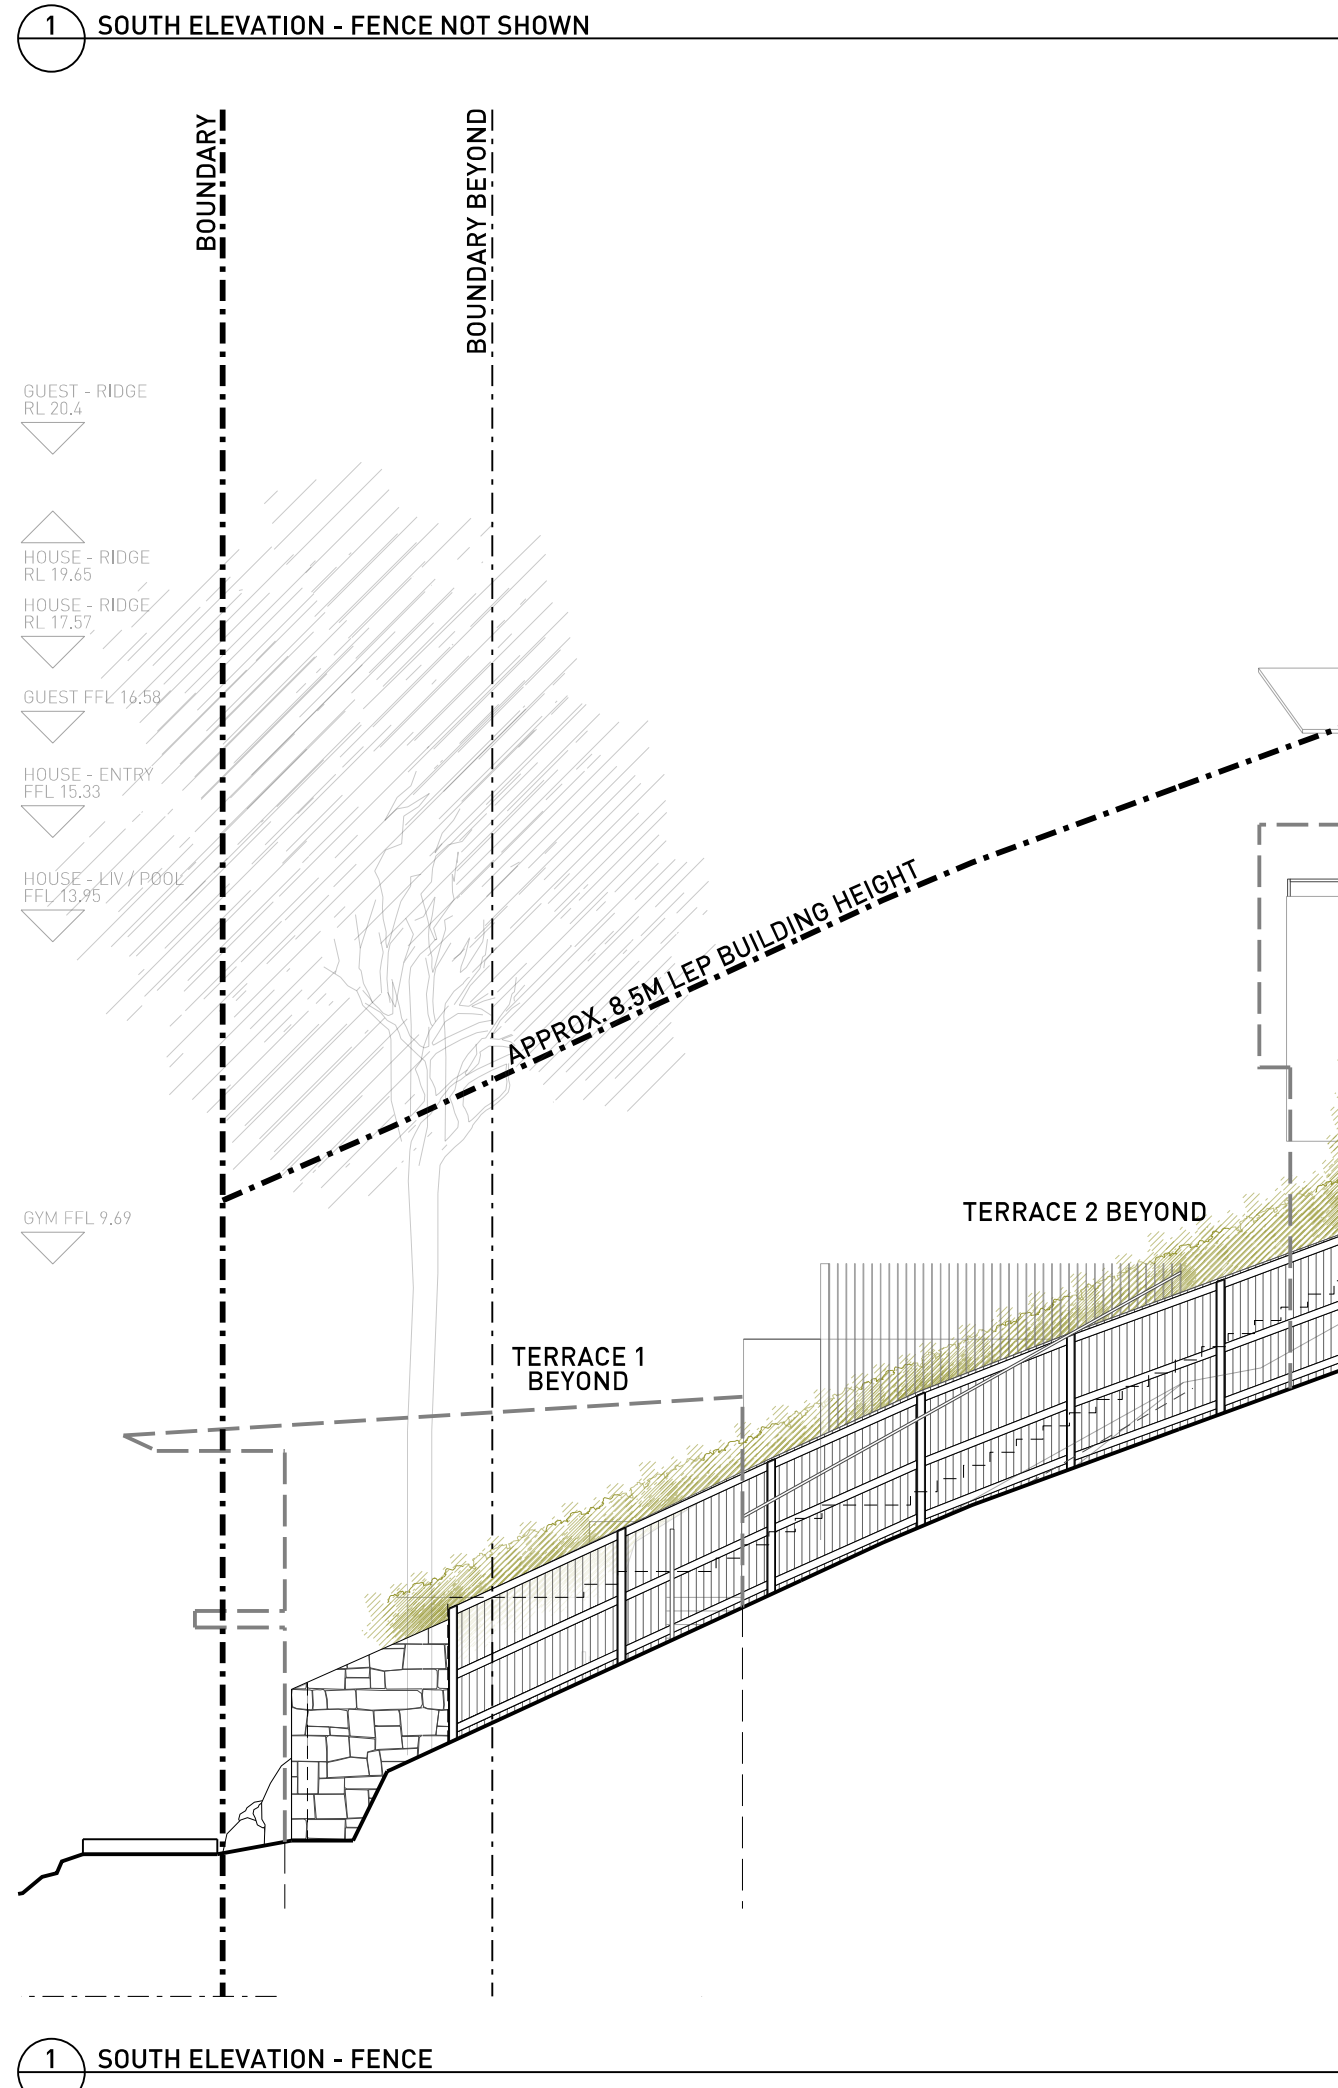 1
SOUTH ELEVATION - FENCE NOT SHOWN
BOUNDARY
BOUNDARY BEYOND
GUEST - RIDGE
RL 20.4
HOUSE - RIDGE
RL 19.65
HOUSE - RIDGE
RL 17.57
GUEST FFL 16.58
HOUSE - ENTRY
FFL 15.33
HOUSE - LIV / POOL
FFL 13.95
APPROX. 8.5M LEP BUILDING HEIGHT
GYM FFL 9.69
TERRACE 2 BEYOND
TERRACE 1
BEYOND
1
SOUTH ELEVATION - FENCE